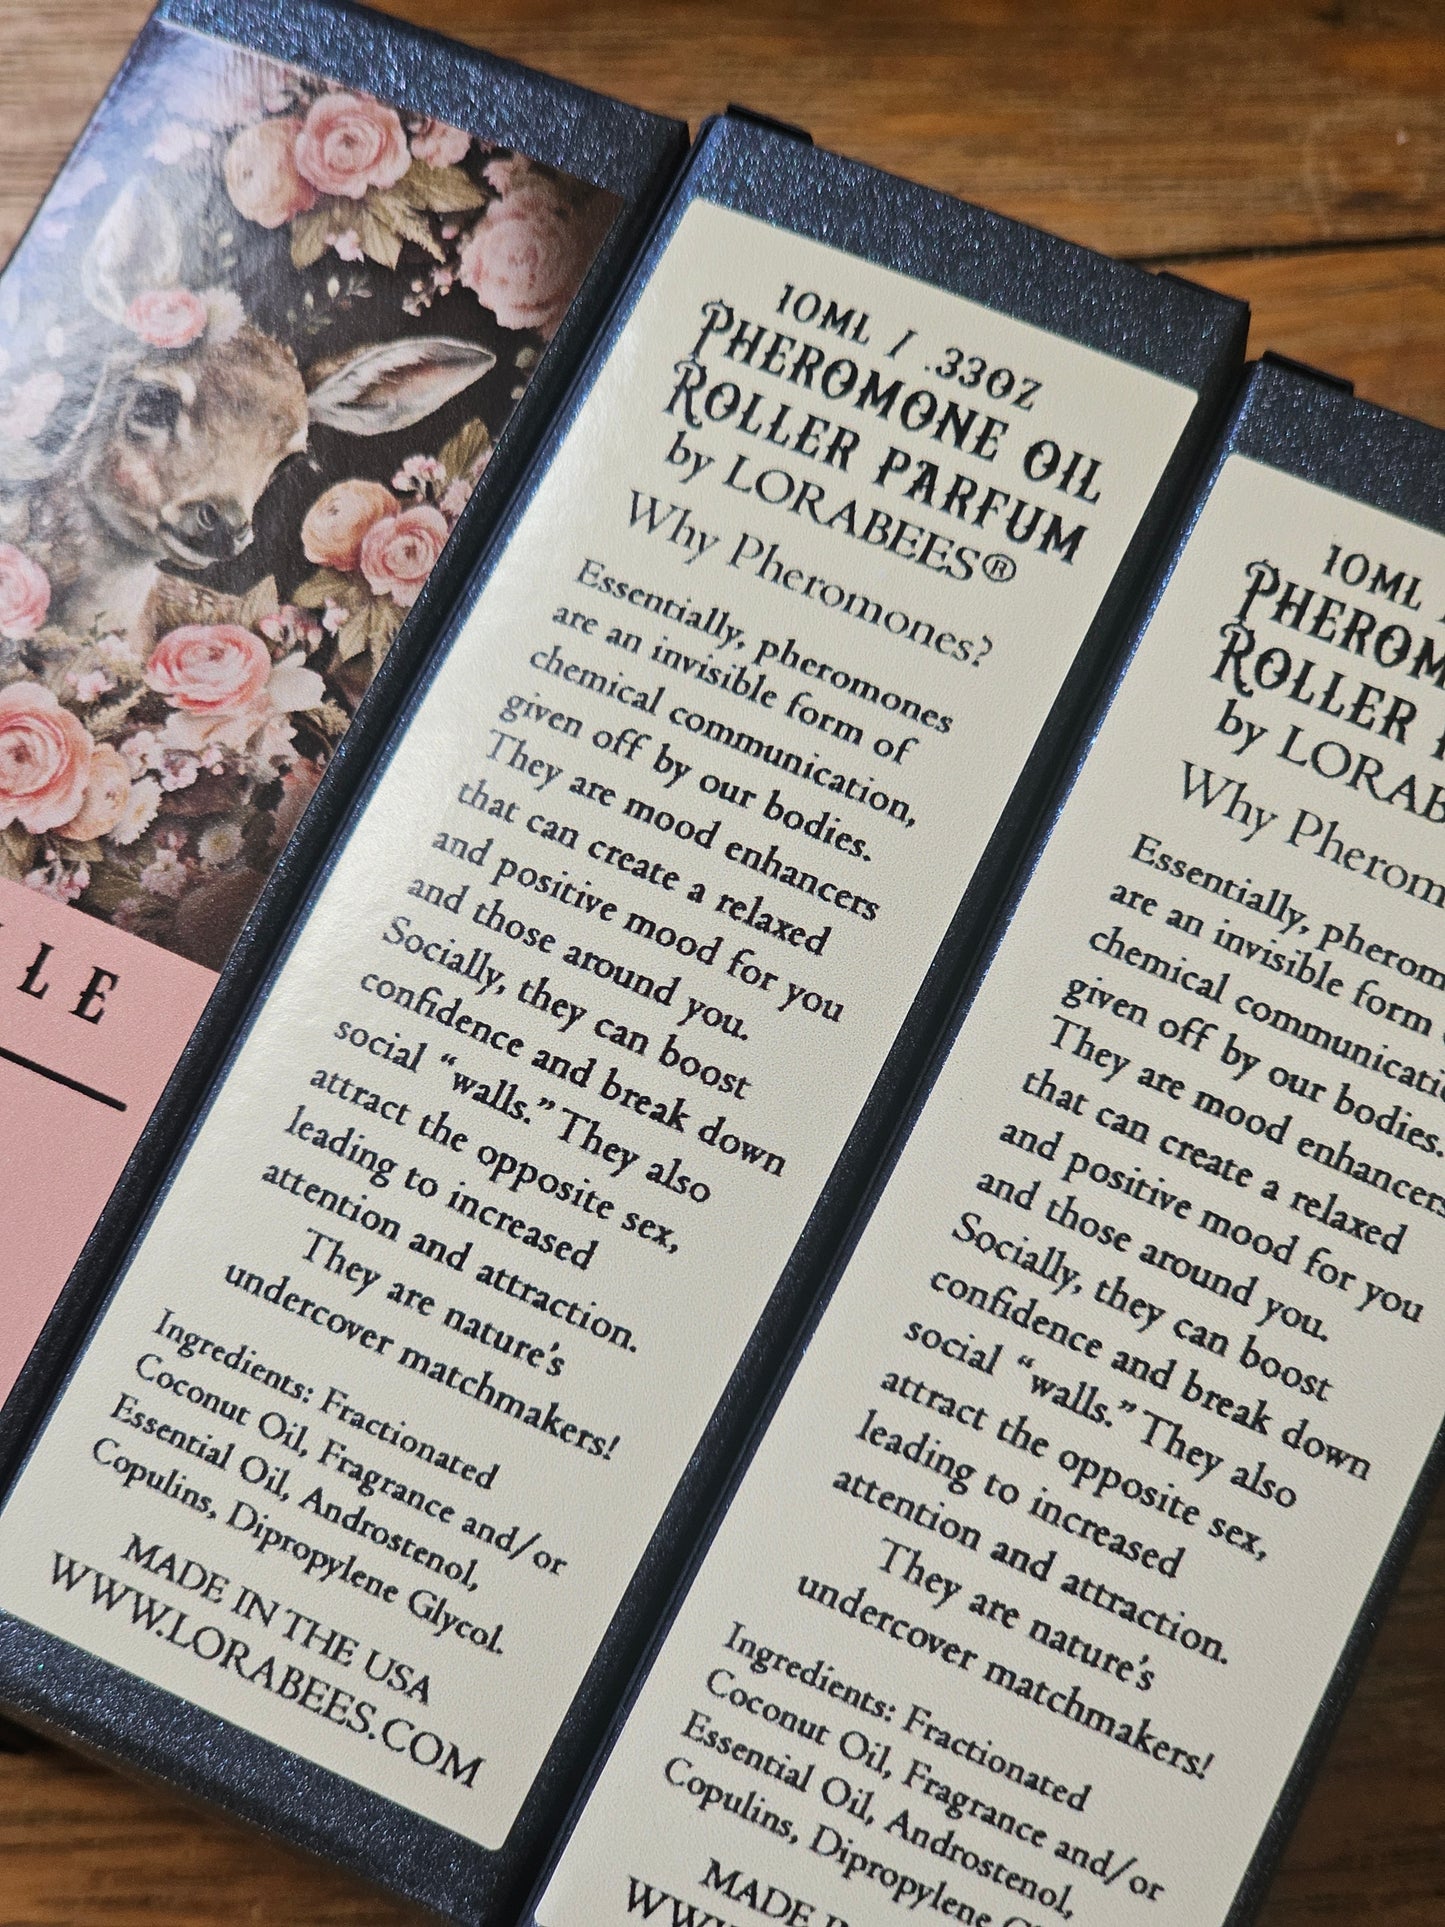 LLE
10ML / .33OZ
PHEROMONE OIL
ROLLER PARFUM
by LORABEES®
Why Pheromones?
Essentially, pheromones
are an invisible form of
chemical communication,
given off by our bodies.
They are mood enhancers
that can create a relaxed
and positive mood for you
and those around you.
Socially, they can boost
confidence and break down
social “walls.” They also
attract the opposite sex,
leading to increased
attention and attraction.
They are nature’s
undercover matchmakers!
Ingredients: Fractionated
Coconut Oil, Fragrance and/or
Essential Oil, Androstenol,
Copulins, Dipropylene Glycol.
MADE IN THE USA
WWW.LORABEES.COM
10ML
PHEROM
ROLLER
by LORAB
Why Pherom
Essentially, pherom
are an invisible form
chemical communicati
given off by our bodies.
They are mood enhancers
that can create a relaxed
and positive mood for you
and those around you.
Socially, they can boost
confidence and break down
social “walls.” They also
attract the opposite sex,
leading to increased
attention and attraction.
They are nature’s
undercover matchmakers!
Ingredients: Fractionated
Coconut Oil, Fragrance and/or
Essential Oil, Androstenol,
Copulins, Dipropylene
MADE
WWW